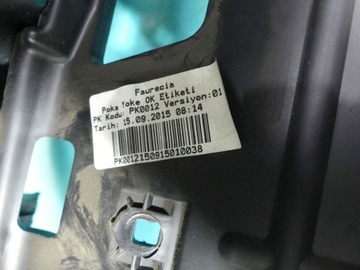 Faurecia
Poka Yoke OK Etiketi
PK Kodu: PK0012 Versiyon:01
Tarih: 15.09.2015 08:14
PK0012150915010038